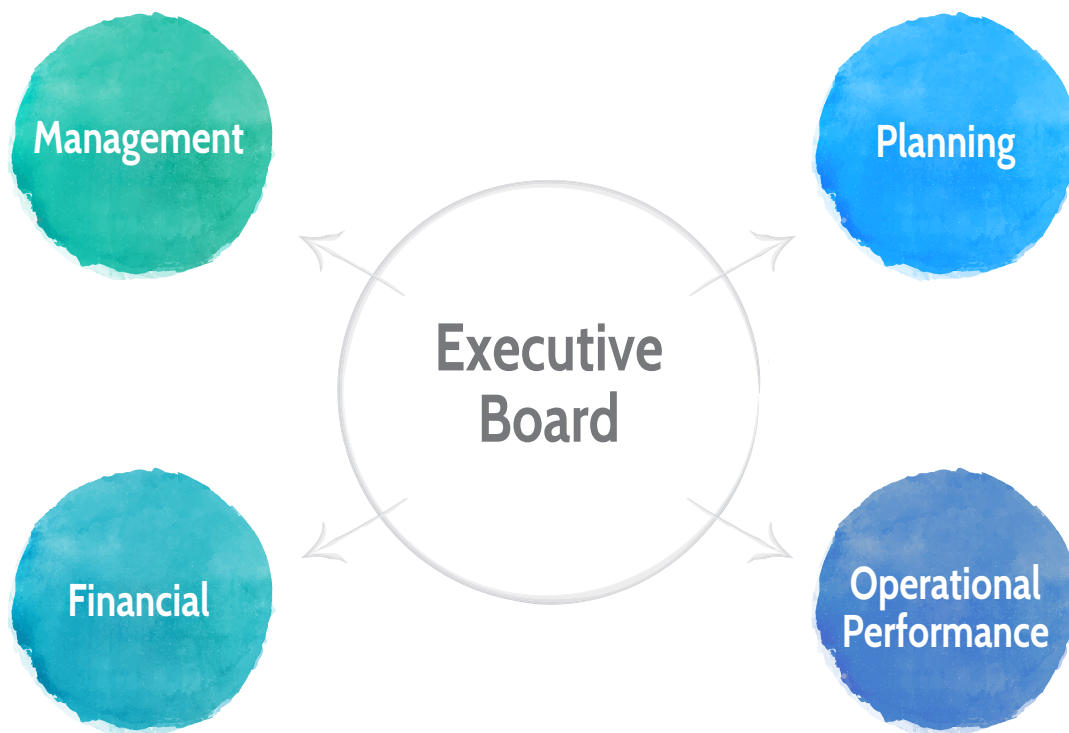 Management
Planning
Executive
Board
Financial
Operational
Performance